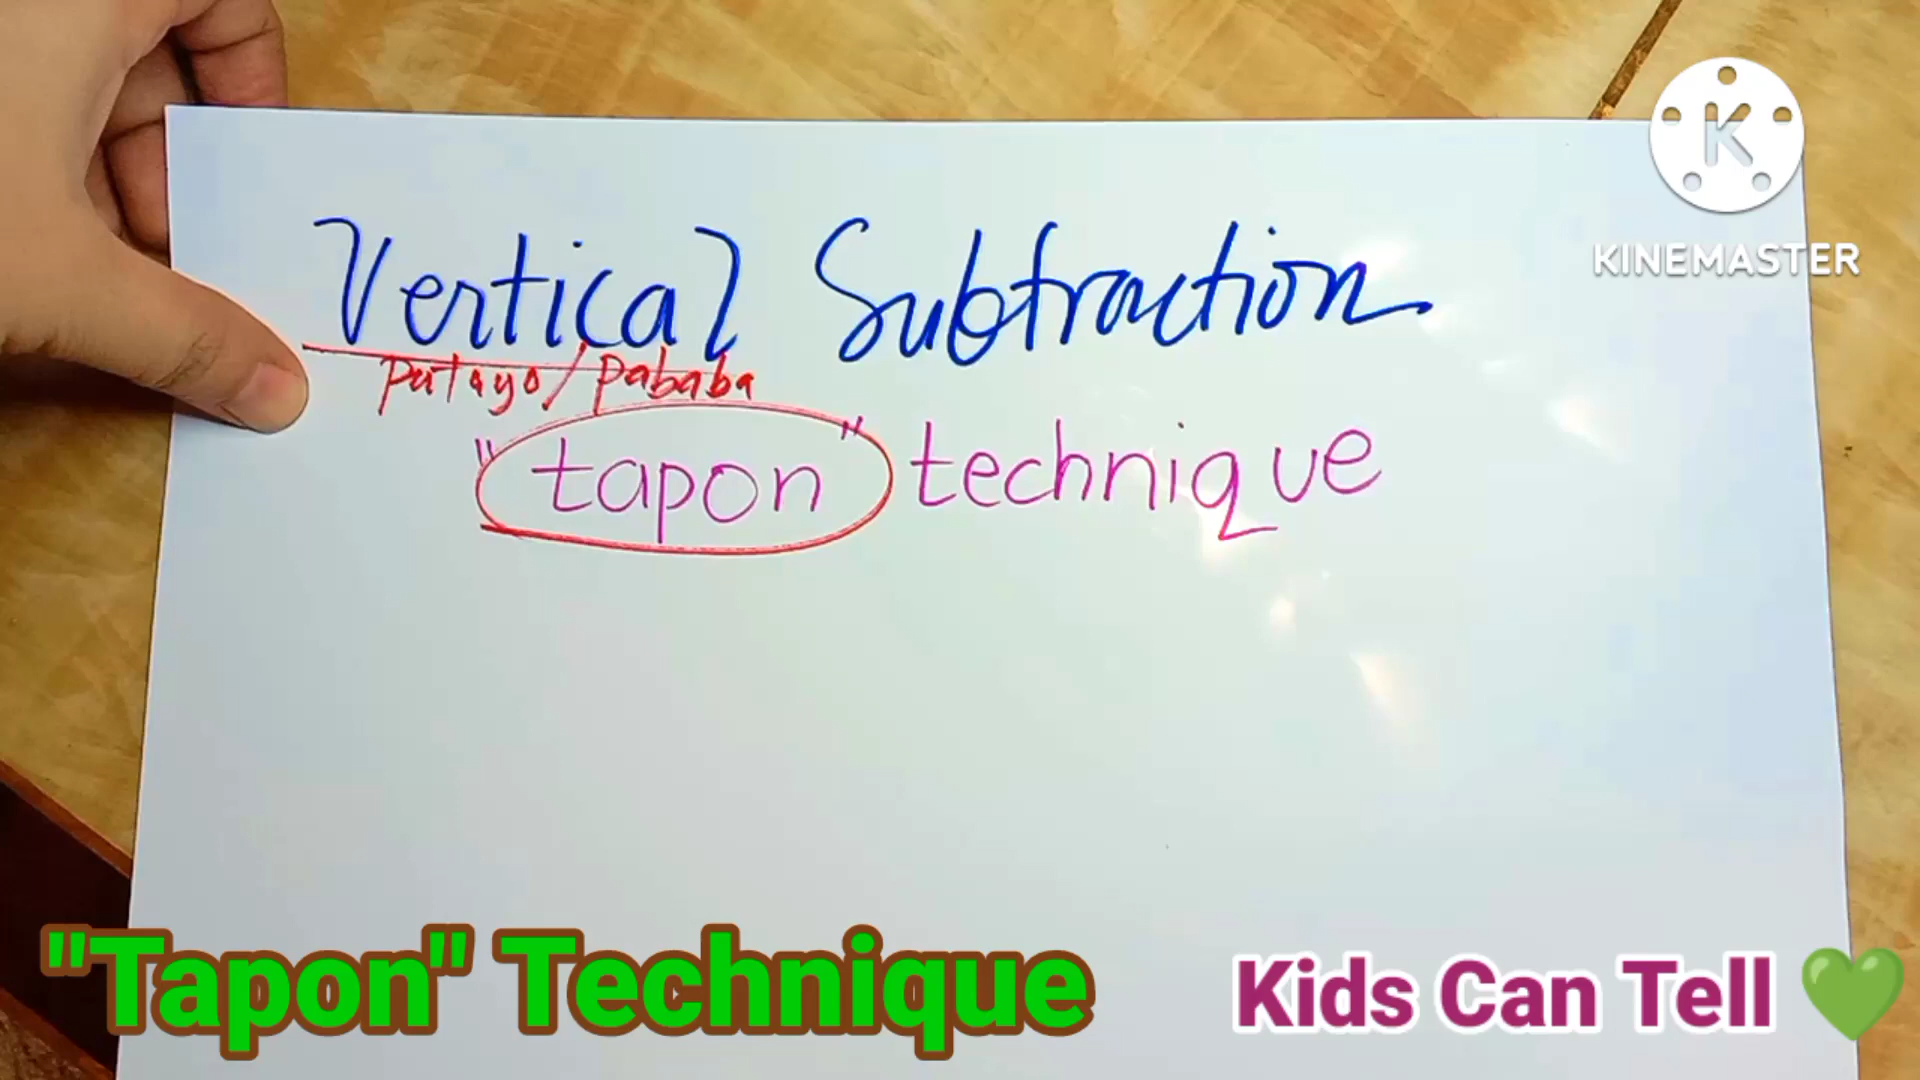 KINEMASTER
Vertical Subtraction
patayo/pababa
"tapon" technique
"Tapon" Technique
Kids Can Tell 💚